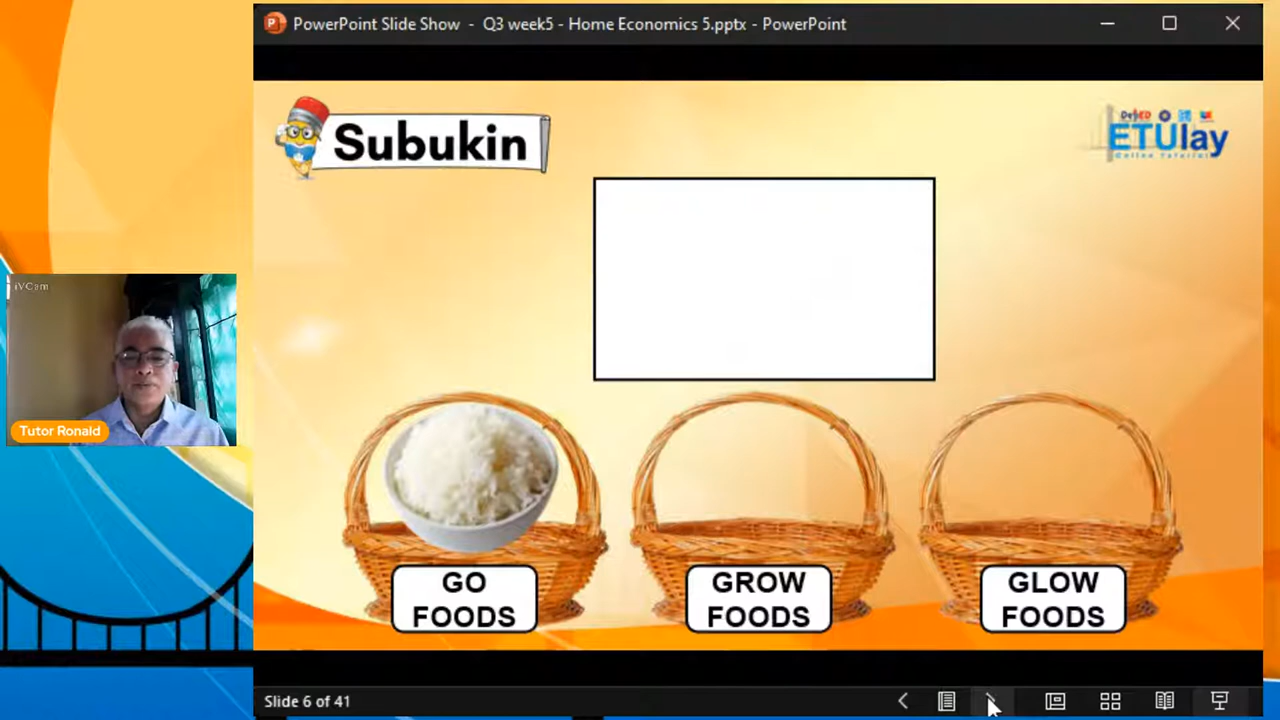 PowerPoint Slide Show - Q3 week5 - Home Economics 5.pptx - PowerPoint
Subukin
DepED
ETUlay
Online Tutorial
iVCam
Tutor Ronald
GO
FOODS
GROW
FOODS
GLOW
FOODS
Slide 6 of 41